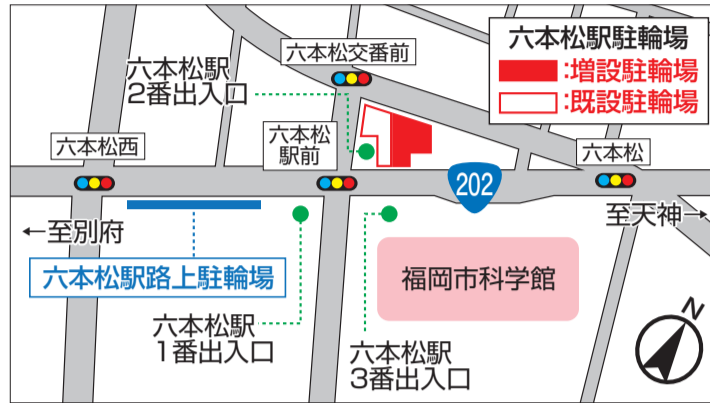 六本松駅駐輪場
:増設駐輪場
:既設駐輪場
六本松交番前
六本松駅
2番出入口
六本松西
六本松
駅前
六本松
202
至天神→
←至別府
六本松駅路上駐輪場
福岡市科学館
六本松駅
1番出入口
六本松駅
3番出入口
N